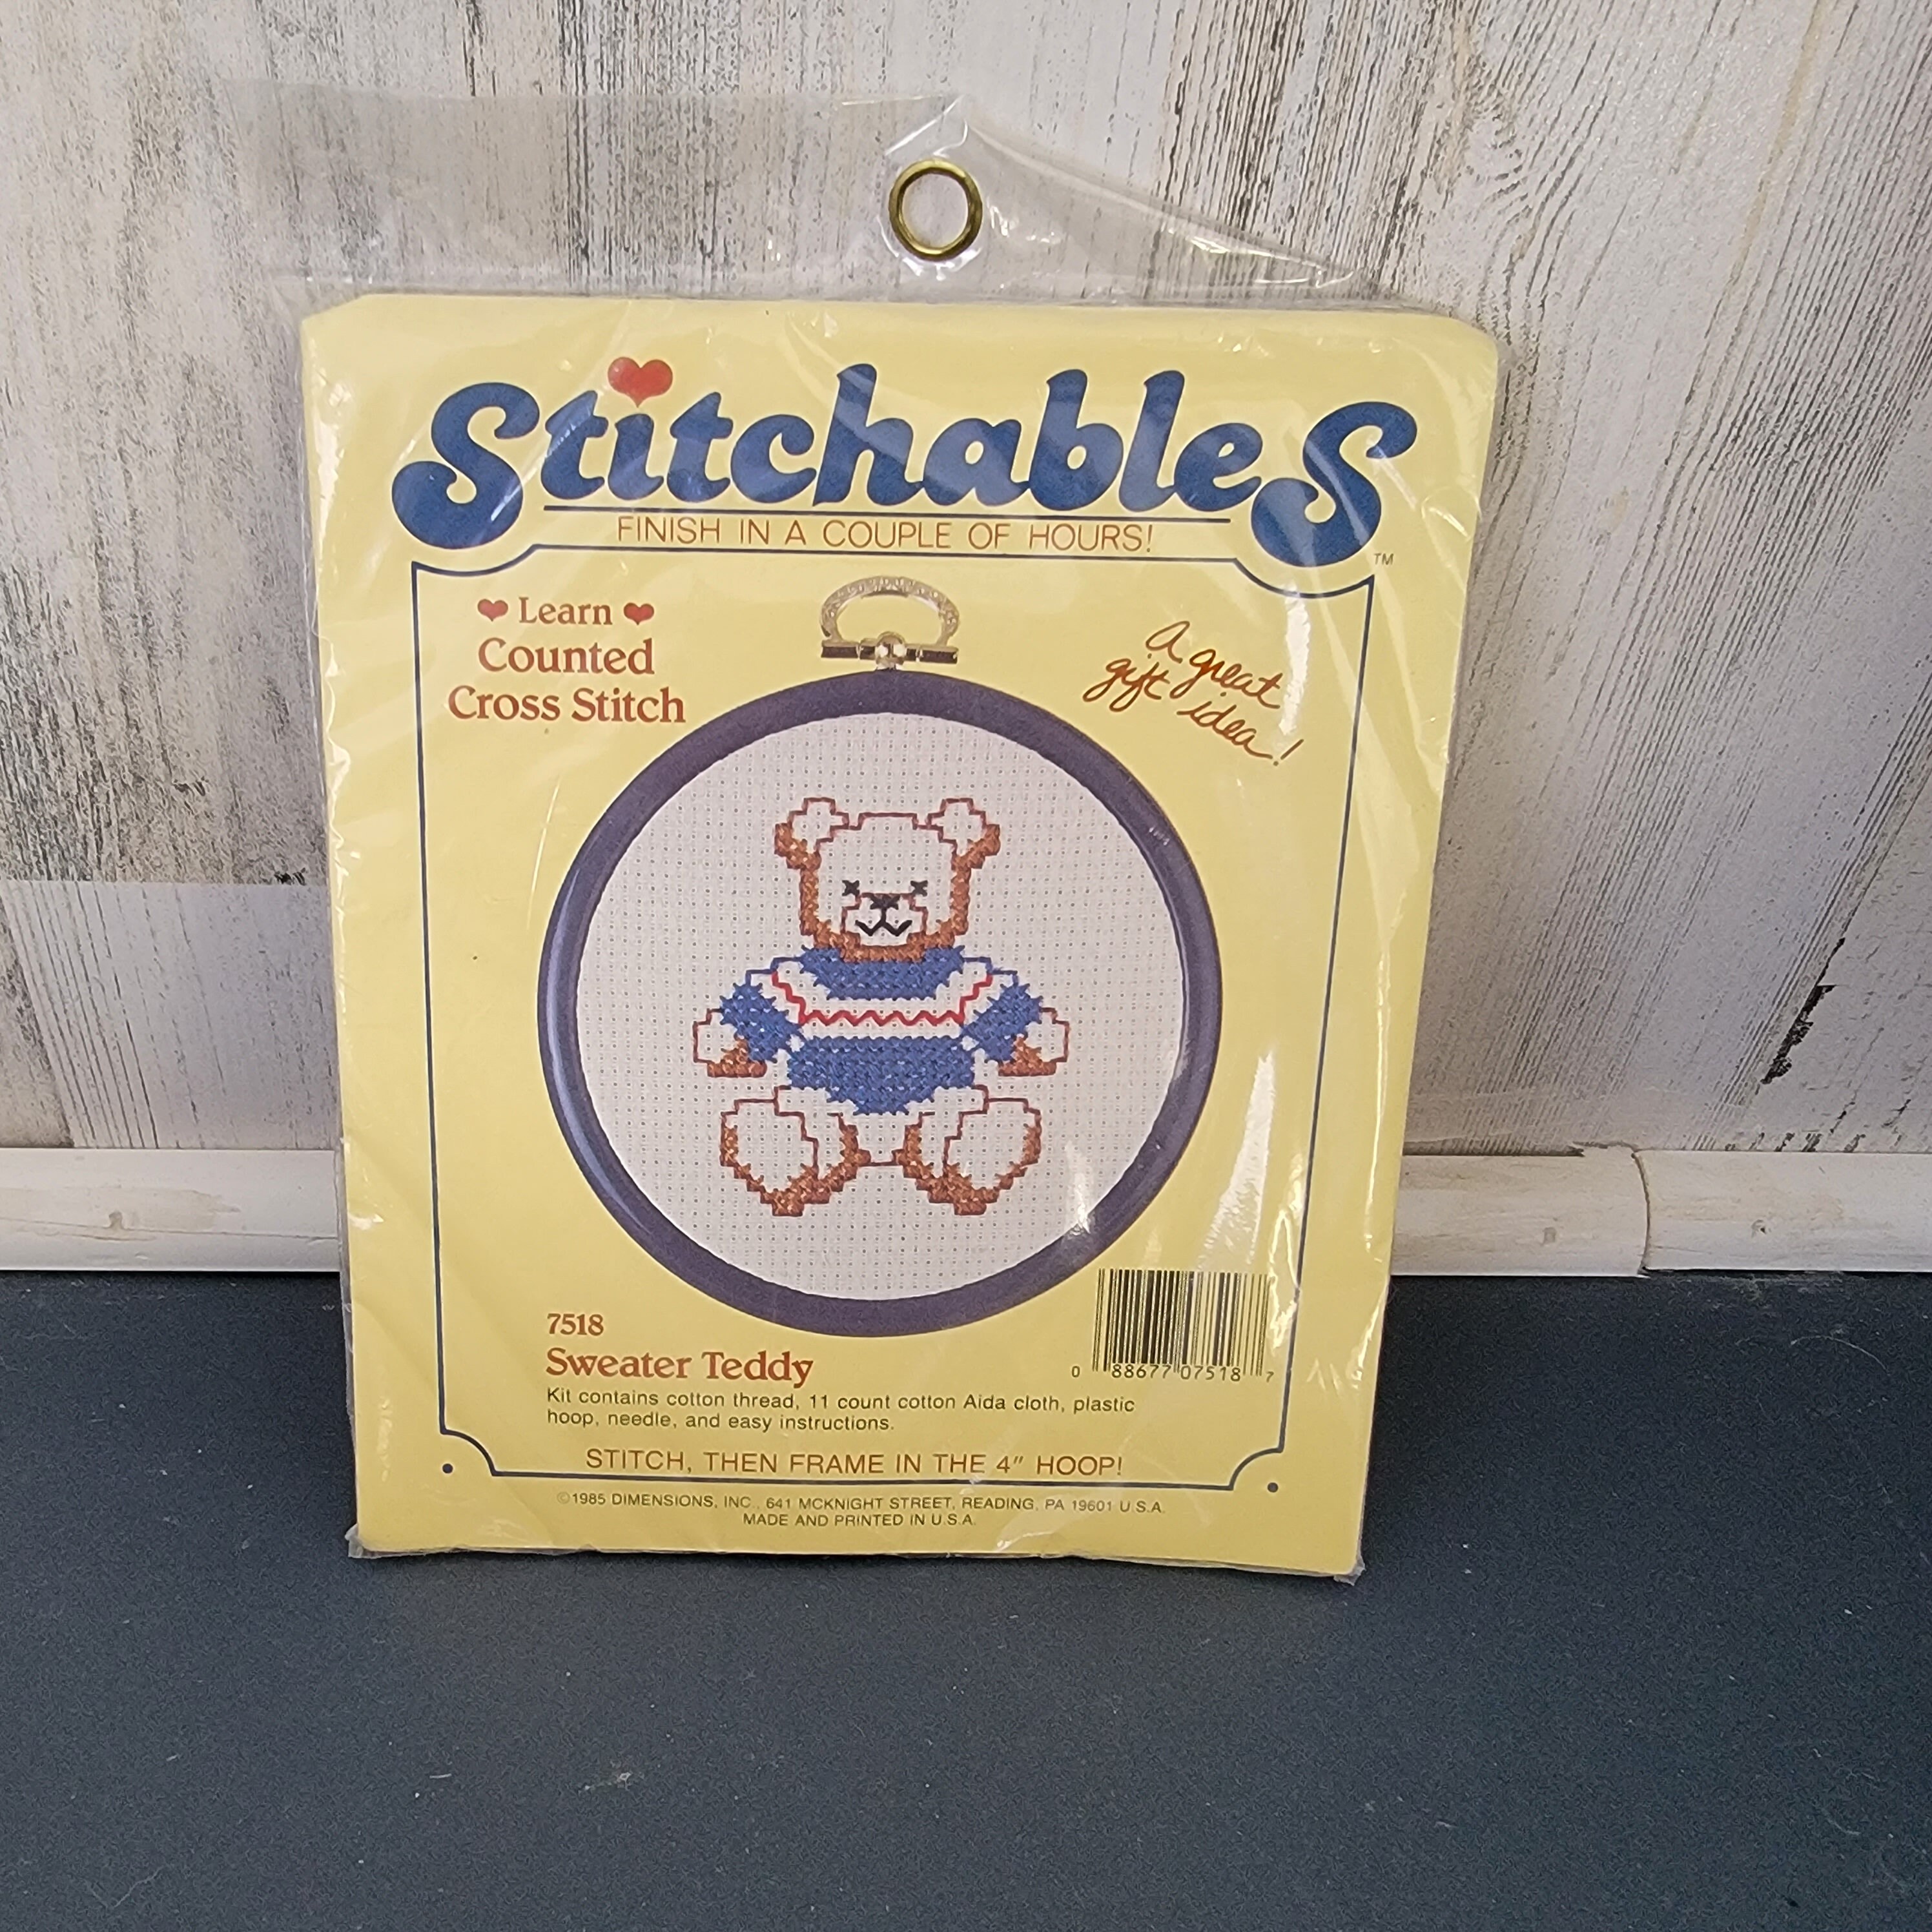 Stitchables
FINISH IN A COUPLE OF HOURS!
TM
Learn
Counted
Cross Stitch
A great
gift idea!
7518
Sweater Teddy
Kit contains cotton thread, 11 count cotton Aida cloth, plastic
hoop, needle, and easy instructions.
0 88677 07518 7
STITCH, THEN FRAME IN THE 4" HOOP!
©1985 DIMENSIONS, INC., 641 MCKNIGHT STREET, READING, PA 19601 U.S.A.
MADE AND PRINTED IN U.S.A.